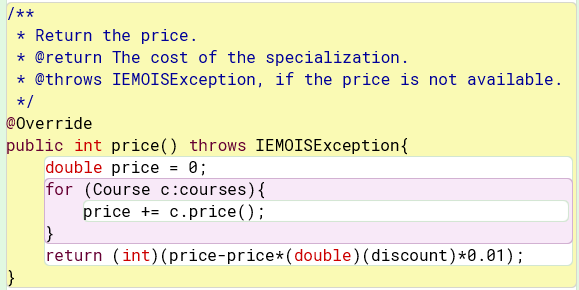 /**
 * Return the price.
 * @return The cost of the specialization.
 * @throws IEMOISException, if the price is not available.
 */
@Override
public int price() throws IEMOISException{
    double price = 0;
    for (Course c:courses){
        price += c.price();
    }
    return (int)(price-price*(double)(discount)*0.01);
}